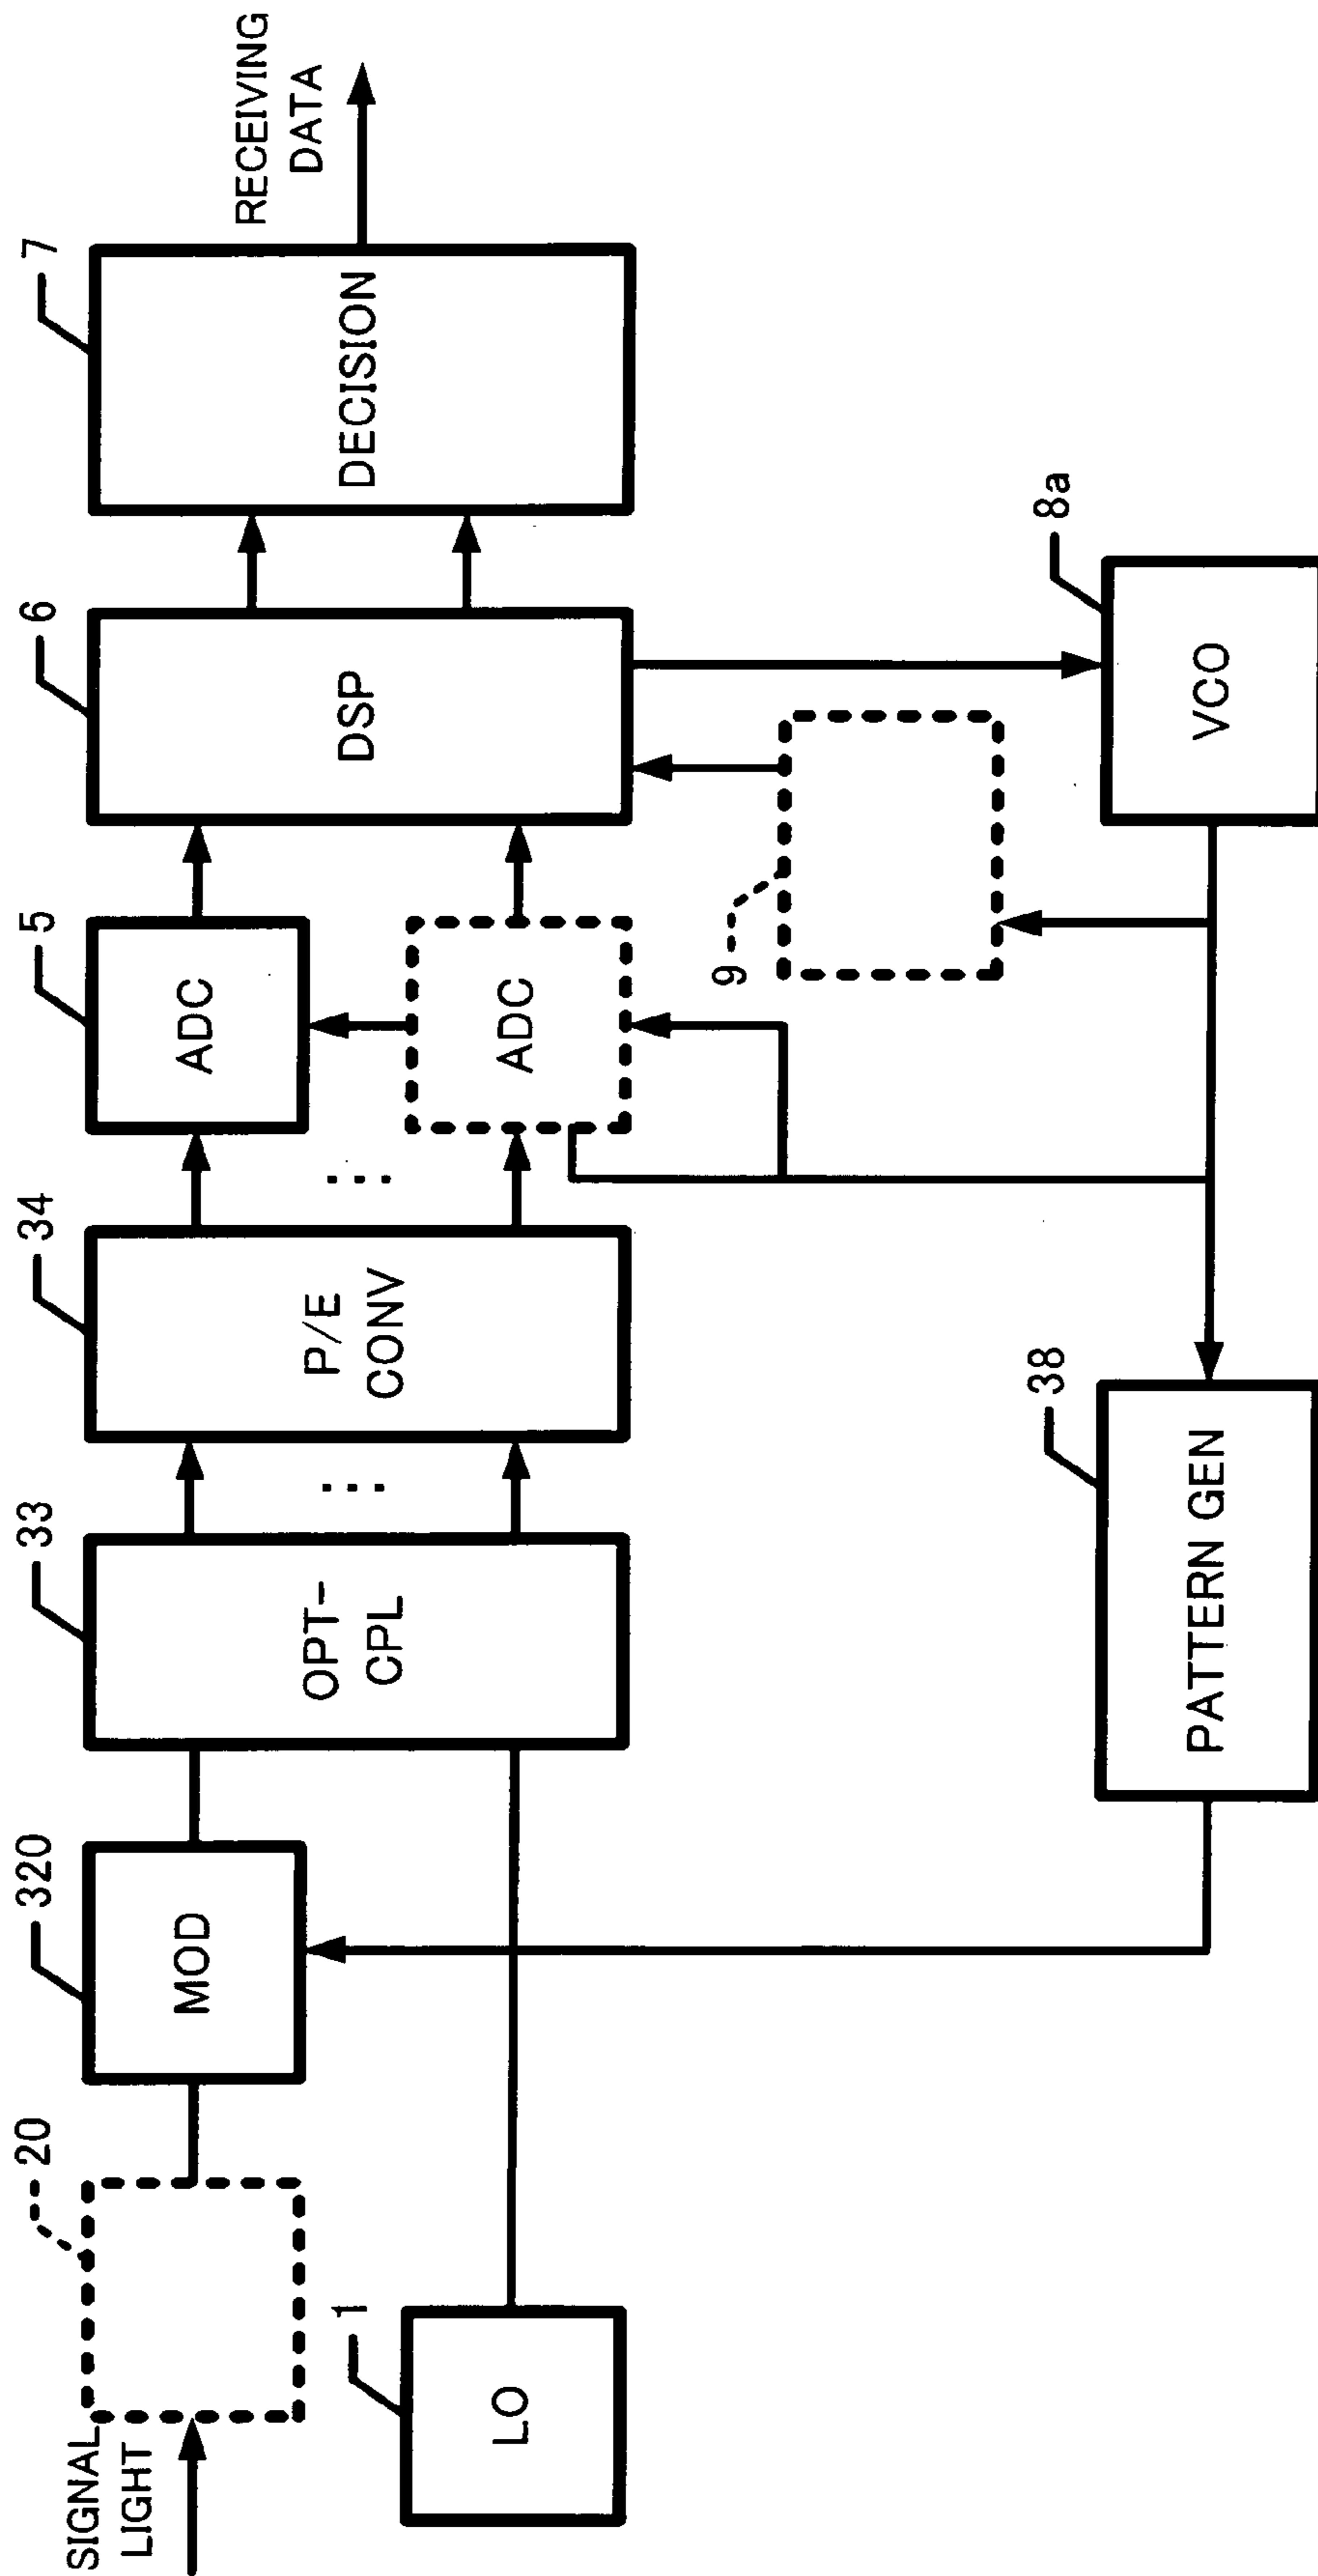 SIGNAL
LIGHT
20
320
MOD
33
OPT-
CPL
34
P/E
CONV
...
...
5
ADC
ADC
6
DSP
7
DECISION
RECEIVING
DATA
1
LO
9
8a
VCO
38
PATTERN GEN